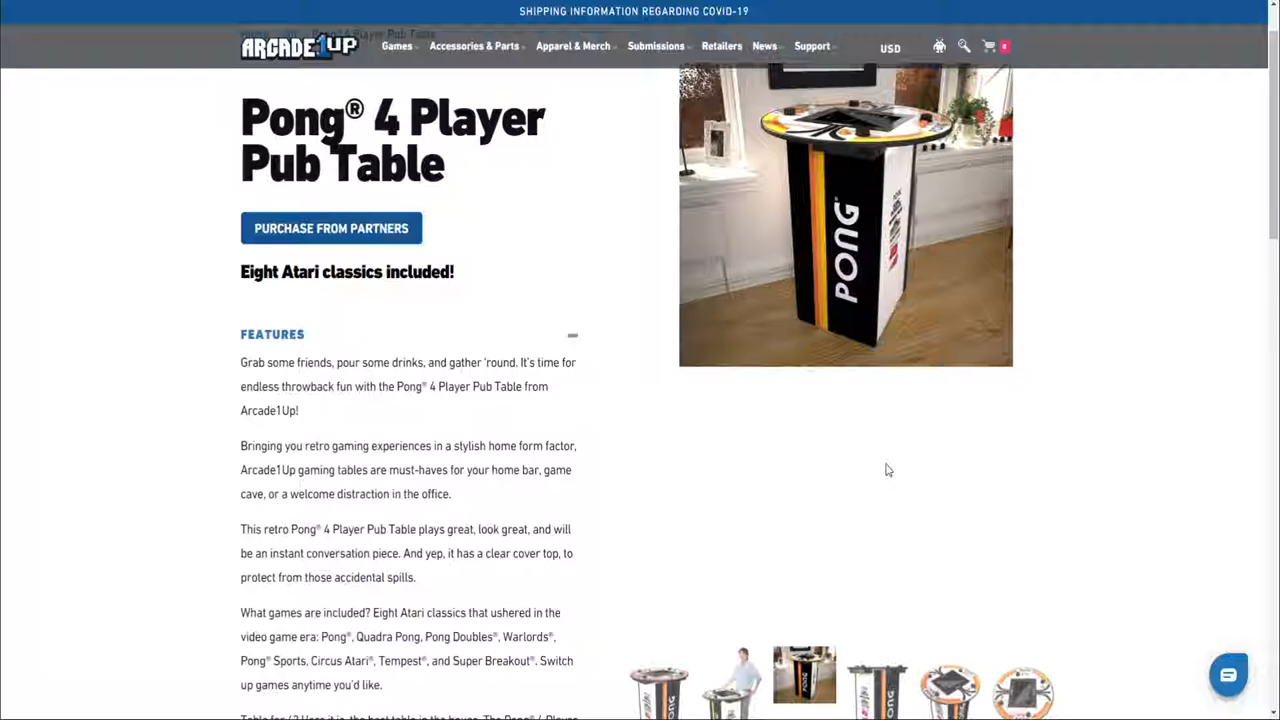 SHIPPING INFORMATION REGARDING COVID-19
ARCADE1UP
Games Accessories & Parts Apparel & Merch Submissions Retailers News Support USD 0
Pong® 4 Player
Pub Table
PURCHASE FROM PARTNERS
Eight Atari classics included!
FEATURES
Grab some friends, pour some drinks, and gather ‘round. It’s time for
endless throwback fun with the Pong® 4 Player Pub Table from
Arcade1Up!
Bringing you retro gaming experiences in a stylish home form factor,
Arcade1Up gaming tables are must-haves for your home bar, game
cave, or a welcome distraction in the office.
This retro Pong® 4 Player Pub Table plays great, look great, and will
be an instant conversation piece. And yep, it has a clear cover top, to
protect from those accidental spills.
What games are included? Eight Atari classics that ushered in the
video game era: Pong®, Quadra Pong, Pong Doubles®, Warlords®,
Pong® Sports, Circus Atari®, Tempest®, and Super Breakout®, Switch
up games anytime you’d like.
PONG
PONG